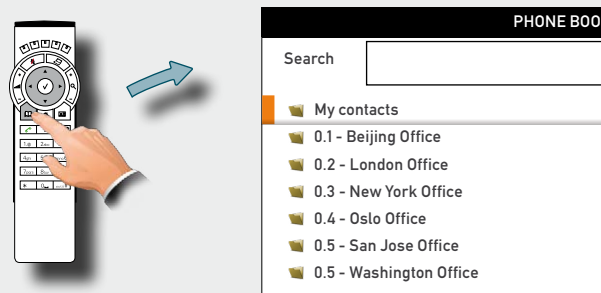 PHONE BOO
Search
My contacts
0.1 - Beijing Office
0.2 - London Office
0.3 - New York Office
0.4 - Oslo Office
0.5 - San Jose Office
0.5 - Washington Office